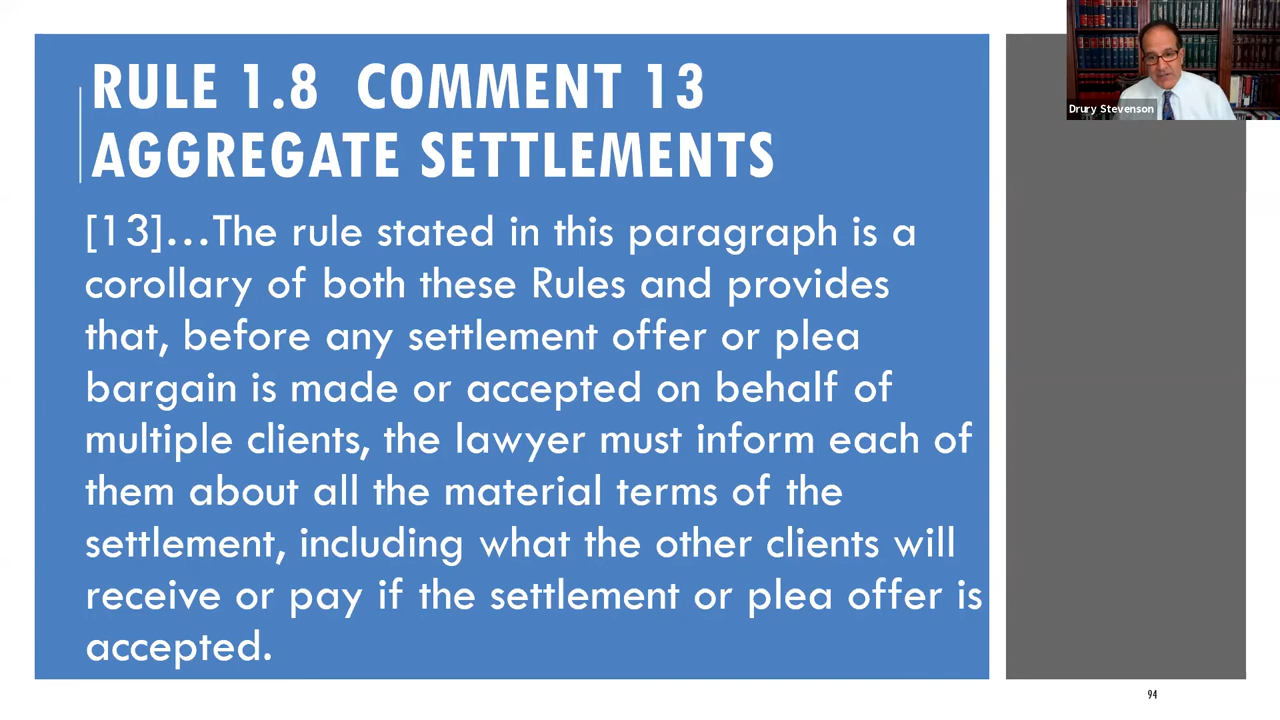 RULE 1.8 COMMENT 13
AGGREGATE SETTLEMENTS
[13]...The rule stated in this paragraph is a
corollary of both these Rules and provides
that, before any settlement offer or plea
bargain is made or accepted on behalf of
multiple clients, the lawyer must inform each of
them about all the material terms of the
settlement, including what the other clients will
receive or pay if the settlement or plea offer is
accepted.
Drury Stevenson
94